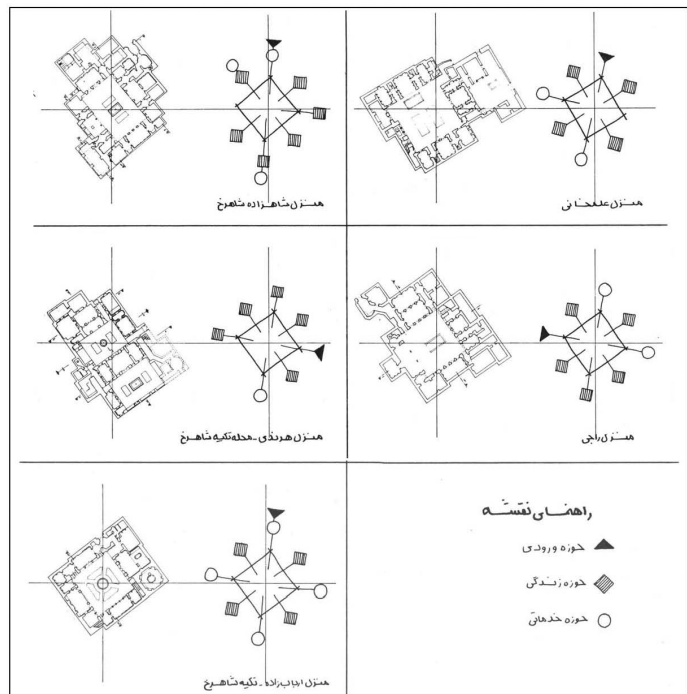 منزل شاهزاده شاهرخ
منزل علمخانی
منزل هرندی - محله تکیه شاهرخ
منزل راجی
منزل اربابزاده - تکیه شاهرخ
راهنمای نقشه
حوزه ورودی
حوزه زندگی
حوزه خدماتی